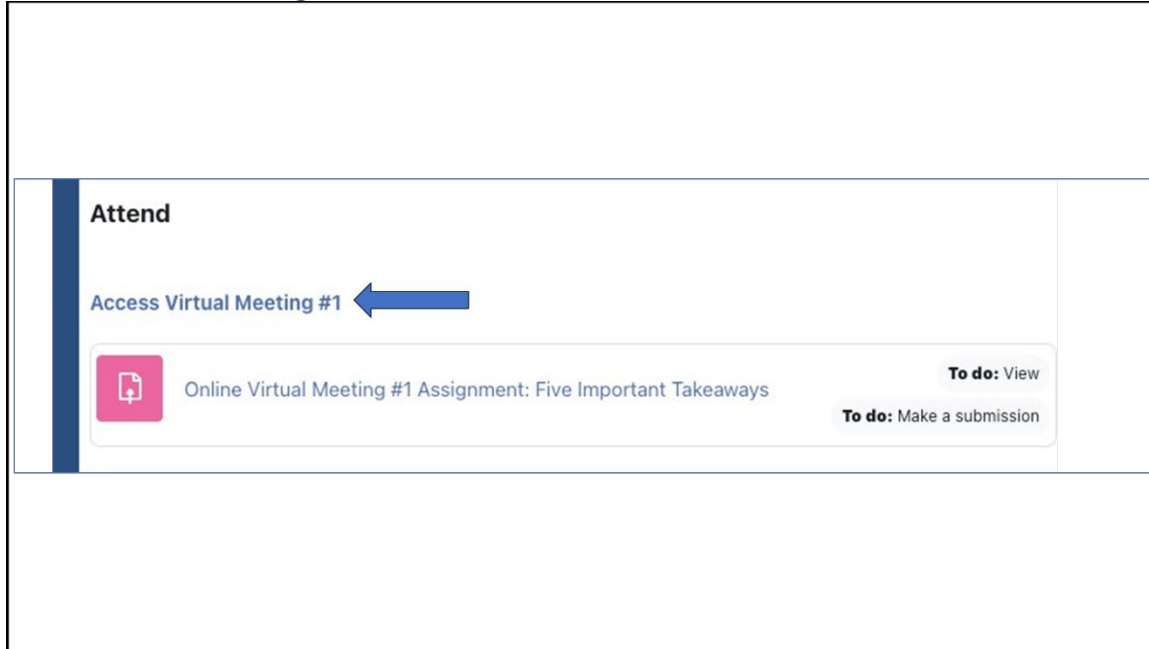 Attend
Access Virtual Meeting #1
Online Virtual Meeting #1 Assignment: Five Important Takeaways
To do: View
To do: Make a submission